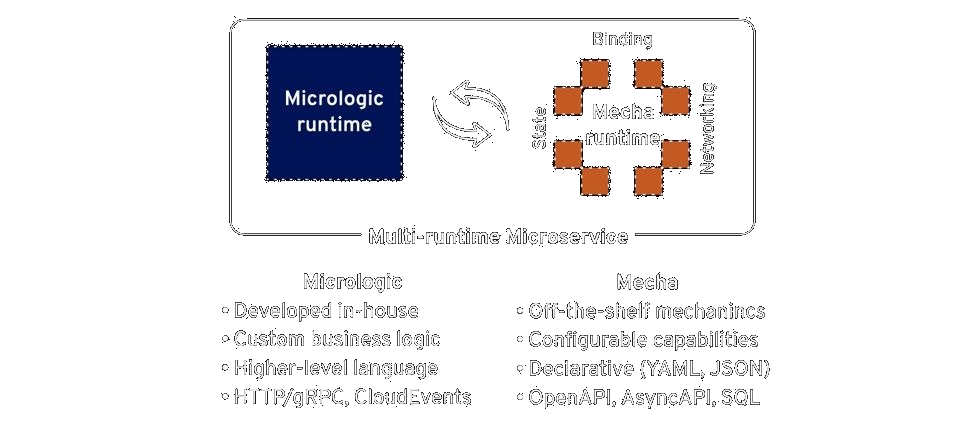 Binding
Micrologic
runtime
State
Mecha
runtime
Networking
Multi-runtime Microservice
Micrologic
• Developed in-house
• Custom business logic
• Higher-level language
• HTTP/gRPC, CloudEvents
Mecha
• Off-the-shelf mechanincs
• Configurable capabilities
• Declarative (YAML, JSON)
• OpenAPI, AsyncAPI, SQL